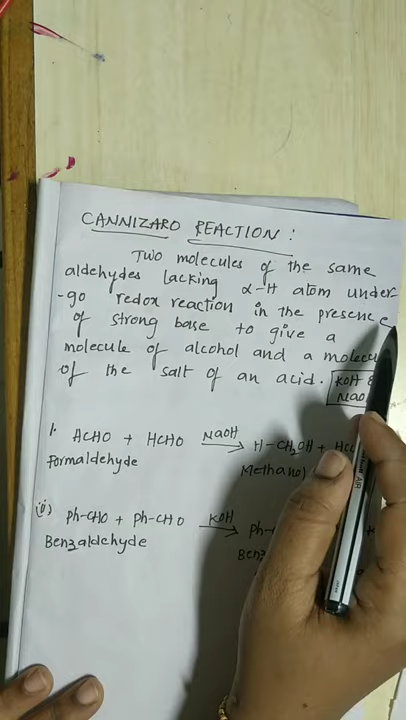 CANNIZARO REACTION :
Two molecules of the same
aldehydes lacking α-H atom under
-go redox reaction in the presence
of strong base to give a
molecule of alcohol and a molecu
of the salt of an acid. KOH &
NaO
1. HCHO + HCHO NaOH → H-CH2OH + HCO
Formaldehyde Methanol
(ii) Ph-CHO + Ph-CHO KOH → Ph-
Benzaldehyde Ben